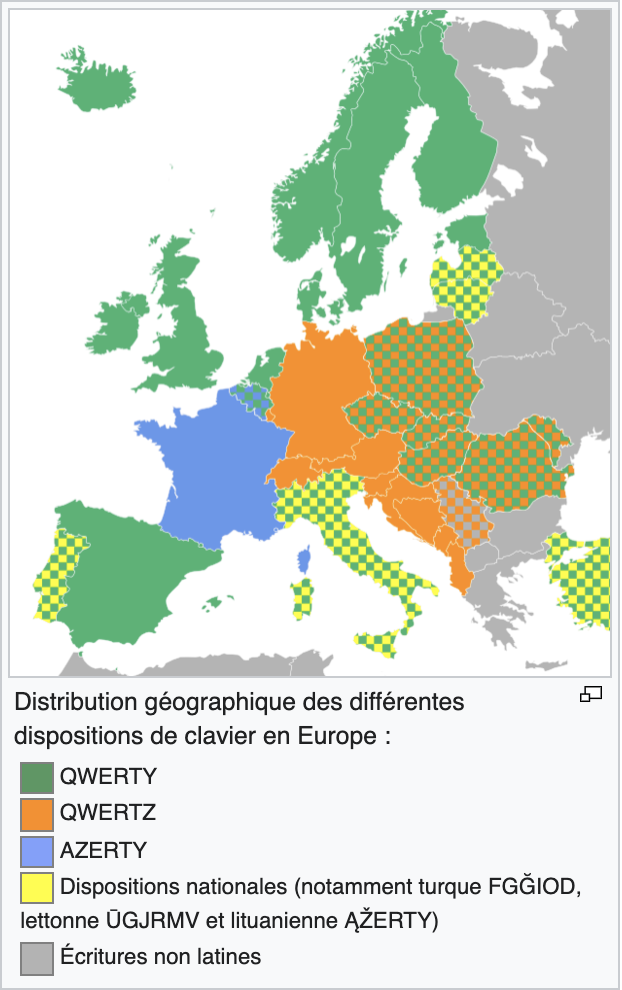 Distribution géographique des différentes
dispositions de clavier en Europe :
QWERTY
QWERTZ
AZERTY
Dispositions nationales (notamment turque FGĞIOD,
lettonne ŪGJRMV et lituanienne ĄŽERTY)
Écritures non latines